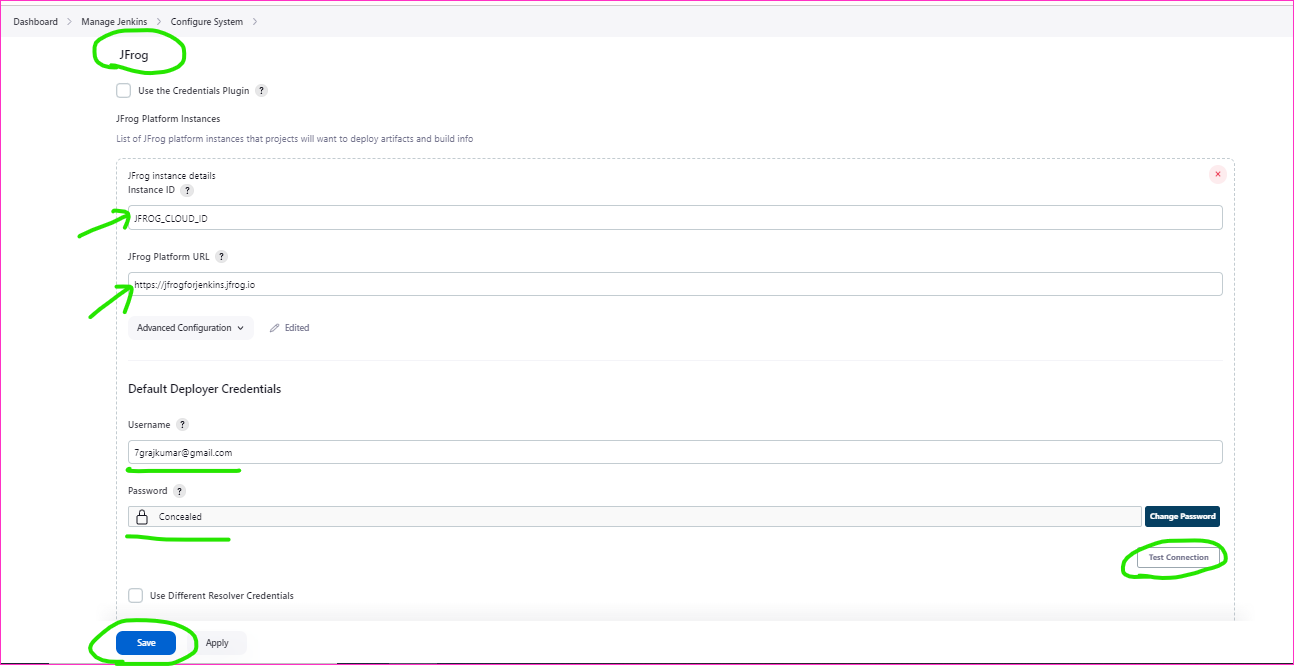 Dashboard > Manage Jenkins > Configure System >
JFrog
Use the Credentials Plugin ?
JFrog Platform Instances
List of JFrog platform instances that projects will want to deploy artifacts and build info
JFrog instance details
×
Instance ID ?
JFROG_CLOUD_ID
JFrog Platform URL ?
https://jfrogforjenkins.jfrog.io
Advanced Configuration Edited
Default Deployer Credentials
Username ?
7grajkumar@gmail.com
Password ?
Concealed Change Password
Test Connection
Use Different Resolver Credentials
Save Apply